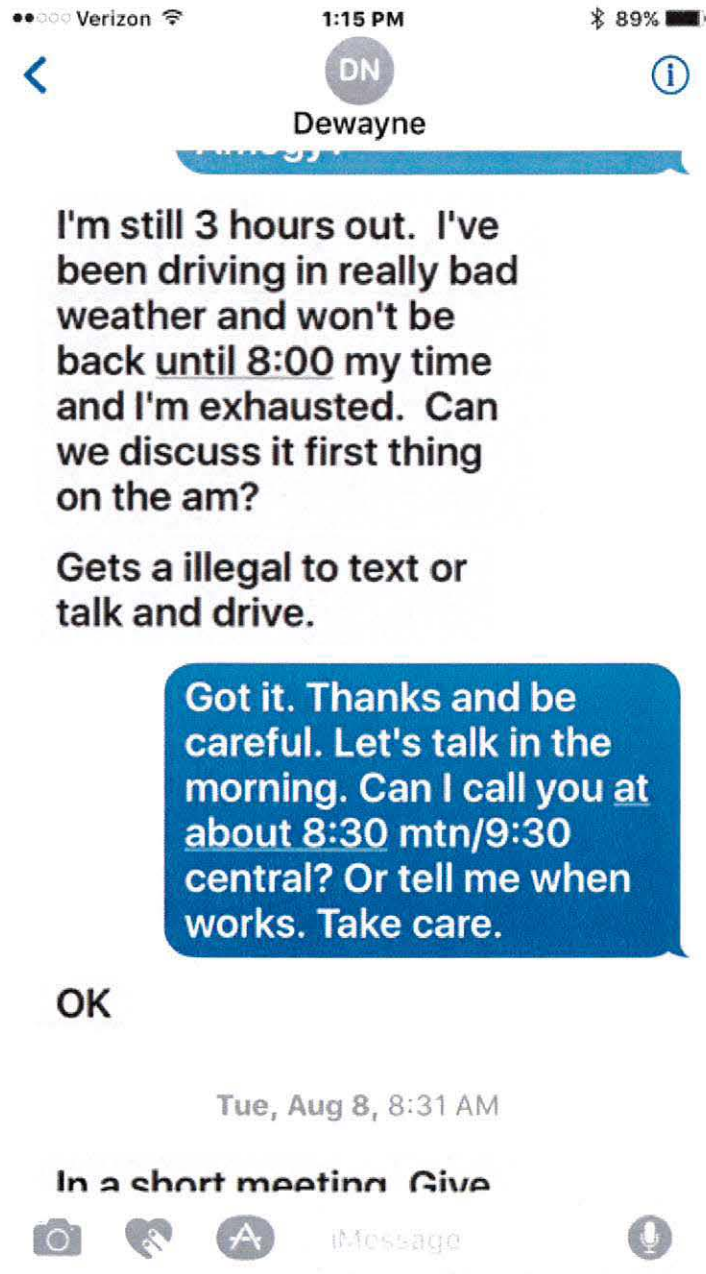 Verizon 1:15 PM 89%
DN
Dewayne
I'm still 3 hours out. I've
been driving in really bad
weather and won't be
back until 8:00 my time
and I'm exhausted. Can
we discuss it first thing
on the am?
Gets a illegal to text or
talk and drive.
Got it. Thanks and be
careful. Let's talk in the
morning. Can I call you at
about 8:30 mtn/9:30
central? Or tell me when
works. Take care.
OK
Tue, Aug 8, 8:31 AM
In a short meeting Give
iMessage